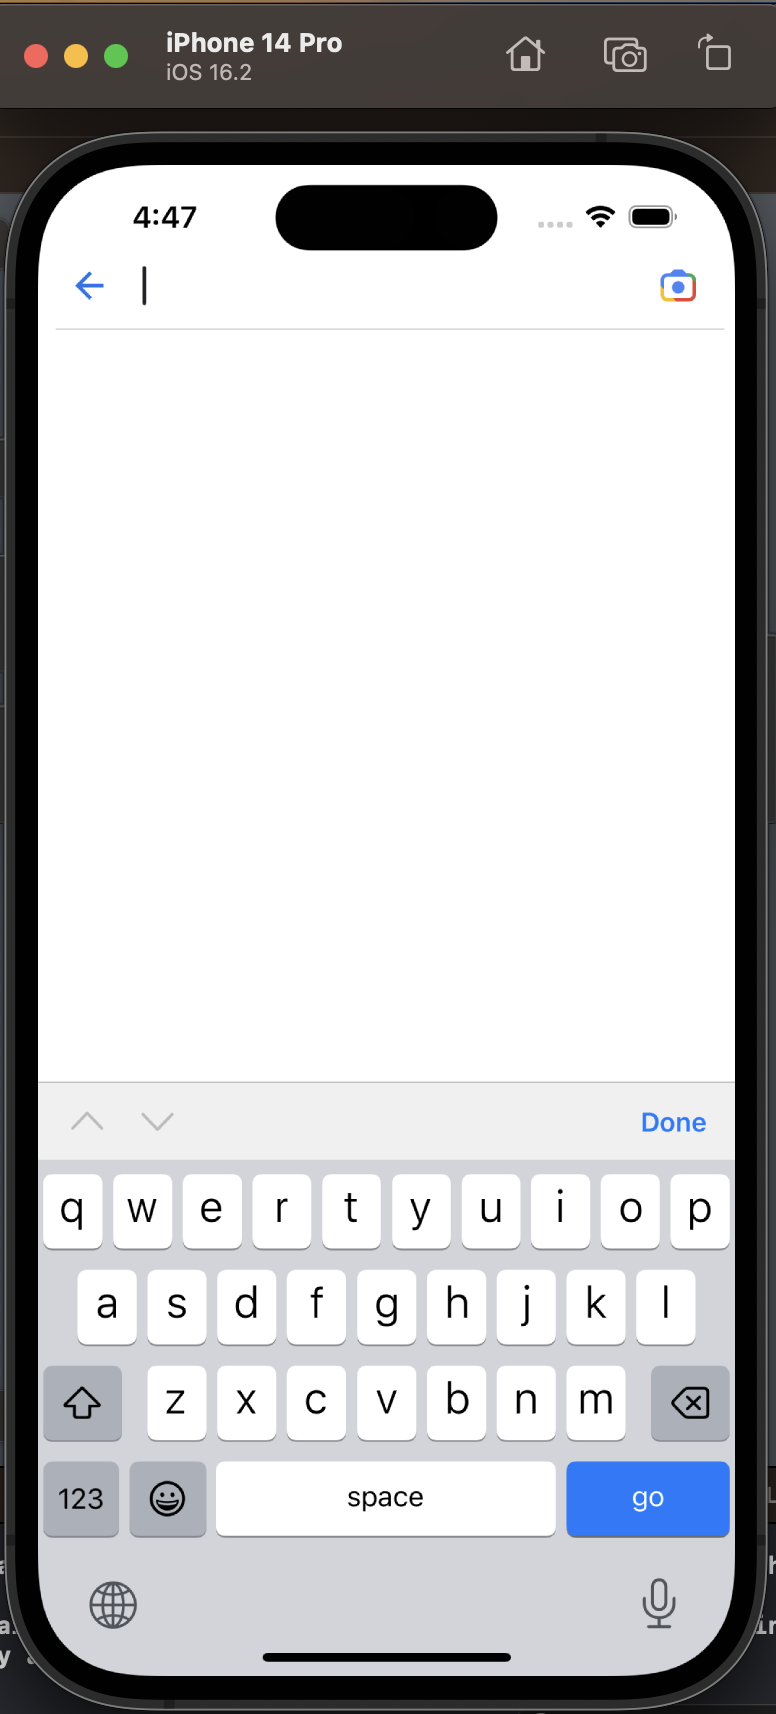 iPhone 14 Pro
iOS 16.2
4:47
Done
q w e r t y u i o p
a s d f g h j k l
z x c v b n m
123 space go